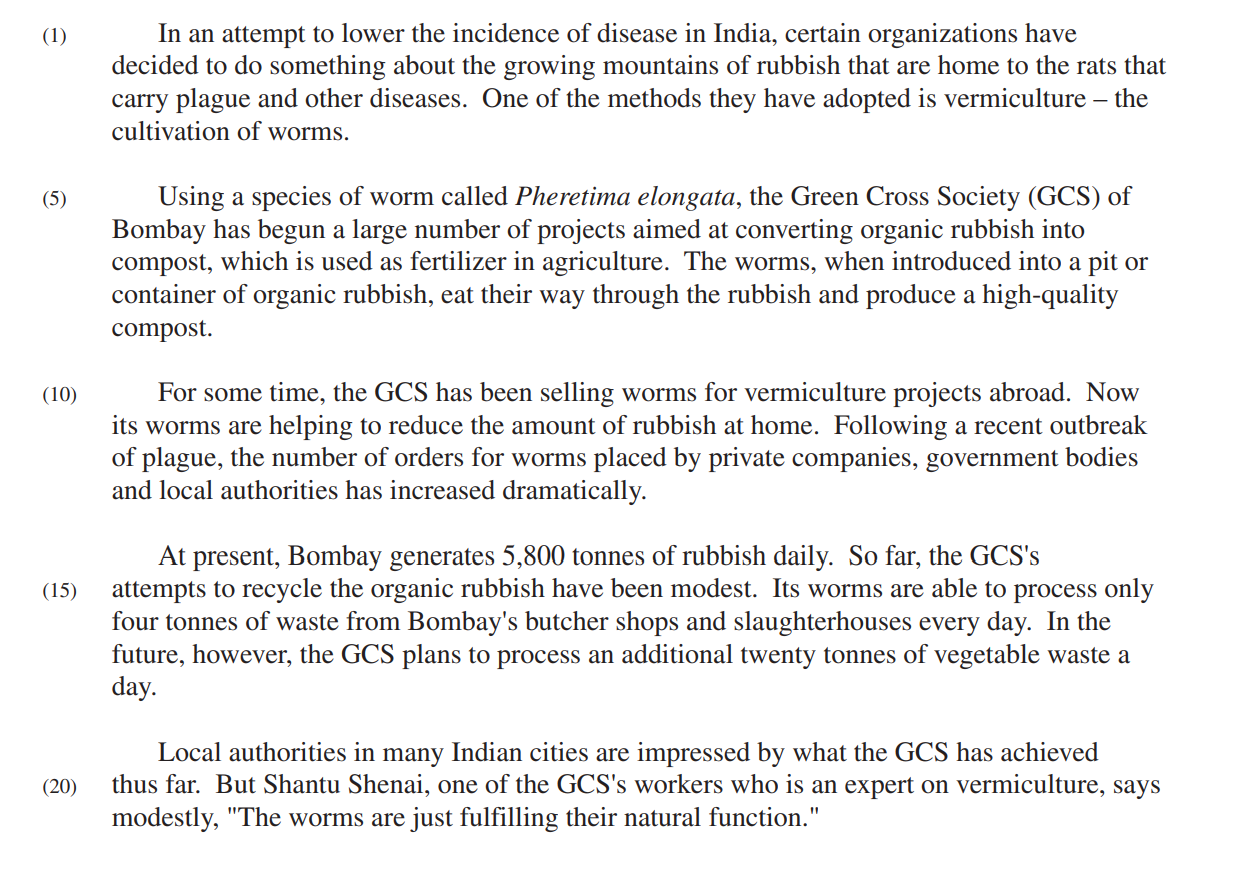 (1) In an attempt to lower the incidence of disease in India, certain organizations have
decided to do something about the growing mountains of rubbish that are home to the rats that
carry plague and other diseases.  One of the methods they have adopted is vermiculture – the
cultivation of worms.
(5) Using a species of worm called Pheretima elongata, the Green Cross Society (GCS) of
Bombay has begun a large number of projects aimed at converting organic rubbish into
compost, which is used as fertilizer in agriculture.  The worms, when introduced into a pit or
container of organic rubbish, eat their way through the rubbish and produce a high-quality
compost.
(10) For some time, the GCS has been selling worms for vermiculture projects abroad.  Now
its worms are helping to reduce the amount of rubbish at home.  Following a recent outbreak
of plague, the number of orders for worms placed by private companies, government bodies
and local authorities has increased dramatically.
At present, Bombay generates 5,800 tonnes of rubbish daily.  So far, the GCS's
(15) attempts to recycle the organic rubbish have been modest.  Its worms are able to process only
four tonnes of waste from Bombay's butcher shops and slaughterhouses every day.  In the
future, however, the GCS plans to process an additional twenty tonnes of vegetable waste a
day.
Local authorities in many Indian cities are impressed by what the GCS has achieved
(20) thus far.  But Shantu Shenai, one of the GCS's workers who is an expert on vermiculture, says
modestly, "The worms are just fulfilling their natural function."